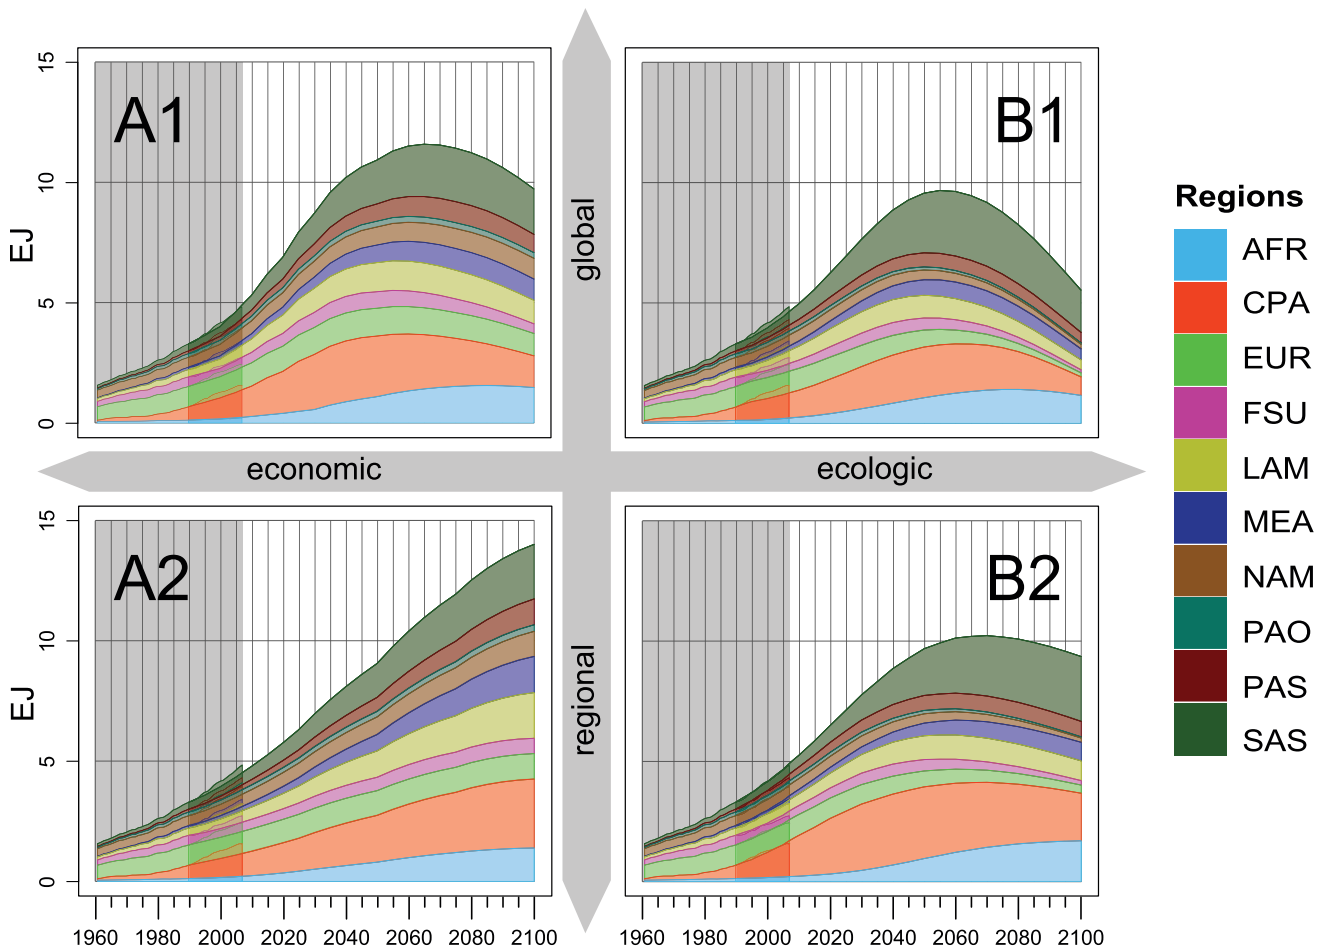 A1
B1
15
10
5
0
EJ
global
economic
ecologic
A2
B2
15
10
5
0
EJ
regional
1960 1980 2000 2020 2040 2060 2080 2100
1960 1980 2000 2020 2040 2060 2080 2100
Regions
AFR
CPA
EUR
FSU
LAM
MEA
NAM
PAO
PAS
SAS